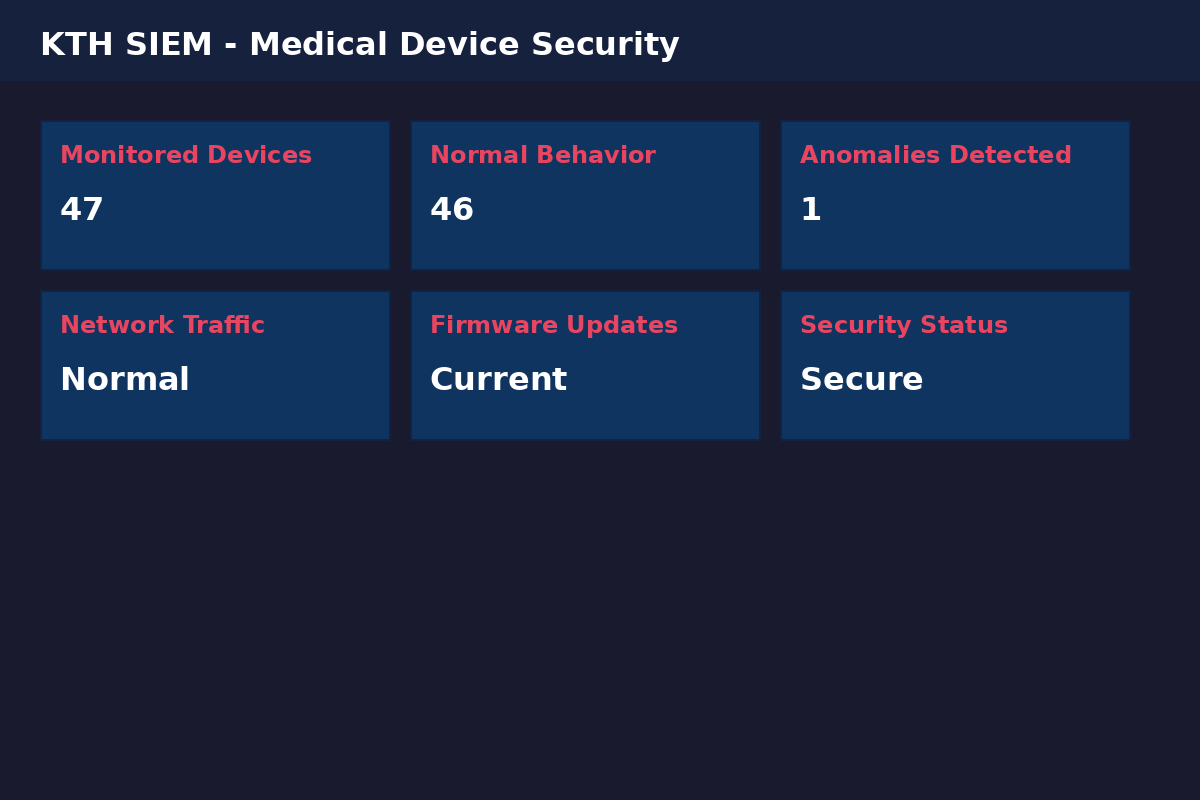 KTH SIEM - Medical Device Security
Monitored Devices
47
Normal Behavior
46
Anomalies Detected
1
Network Traffic
Normal
Firmware Updates
Current
Security Status
Secure